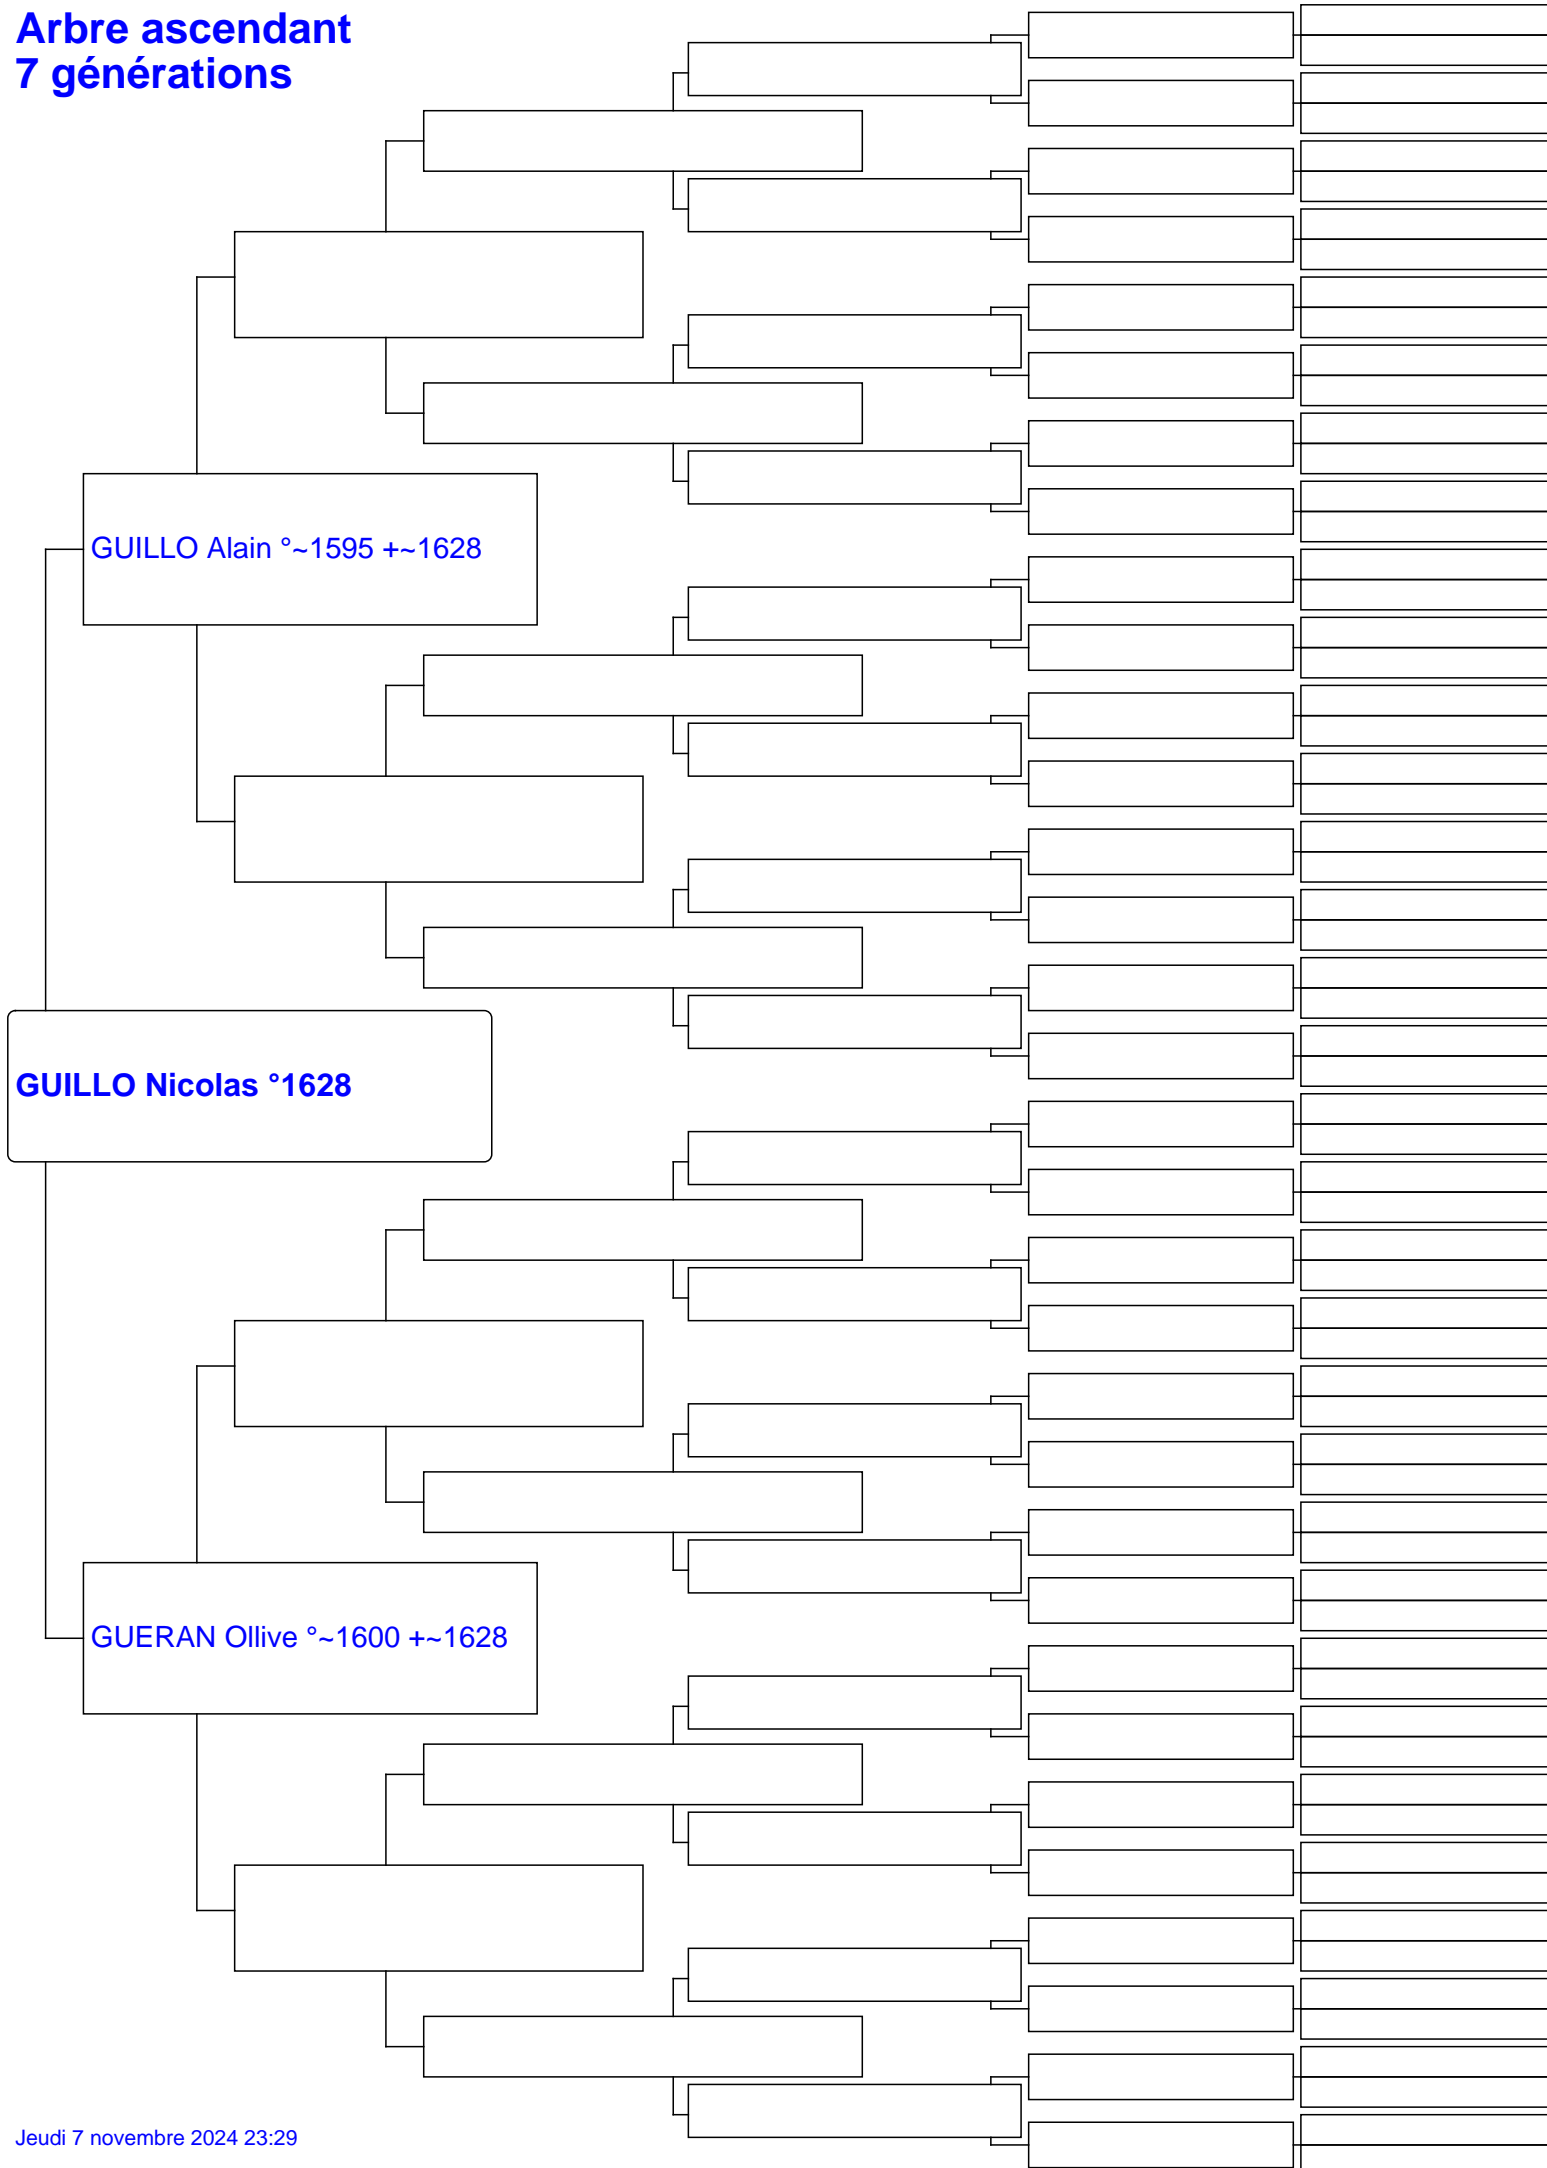 Arbre ascendant
7 générations
GUILLO Alain °~1595 +~1628
GUILLO Nicolas °1628
GUERAN Ollive °~1600 +~1628
Jeudi 7 novembre 2024 23:29